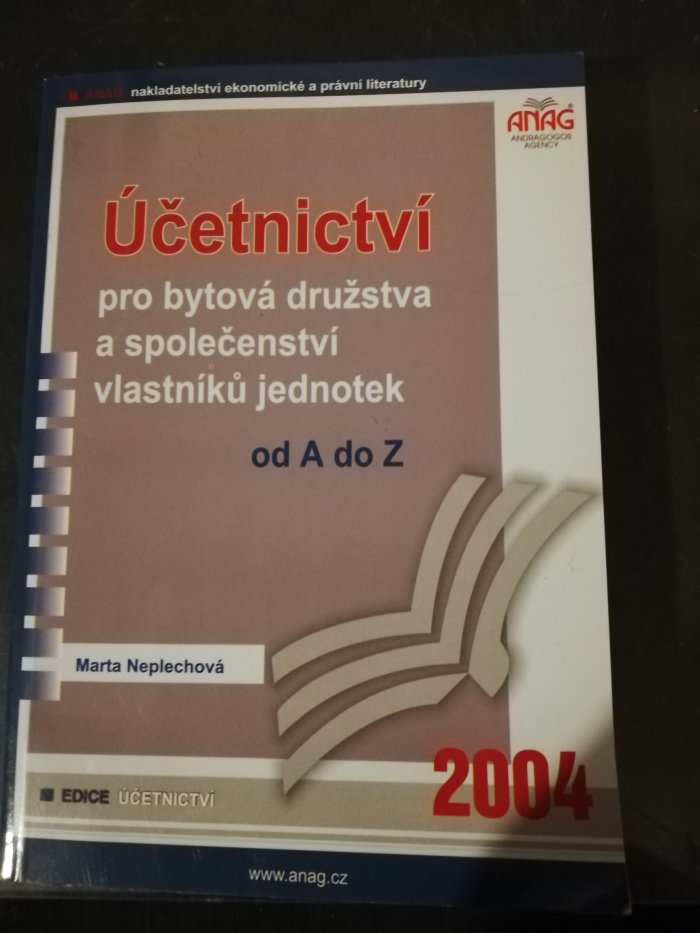 ANAG nakladatelství ekonomické a právní literatury
ANAG®
ANDRAGOGOS
AGENCY
Účetnictví
pro bytová družstva
a společenství
vlastníků jednotek
od A do Z
Marta Neplechová
2004
EDICE ÚČETNICTVÍ
www.anag.cz